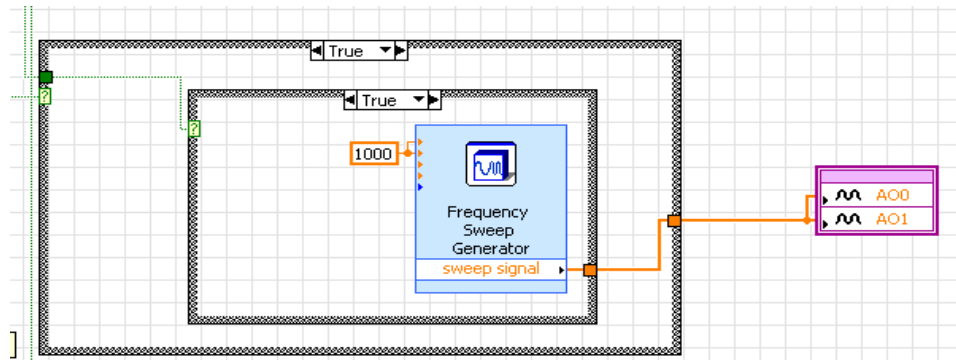 True
True
1000
Frequency
Sweep
Generator
sweep signal
AO0
AO1
?
?